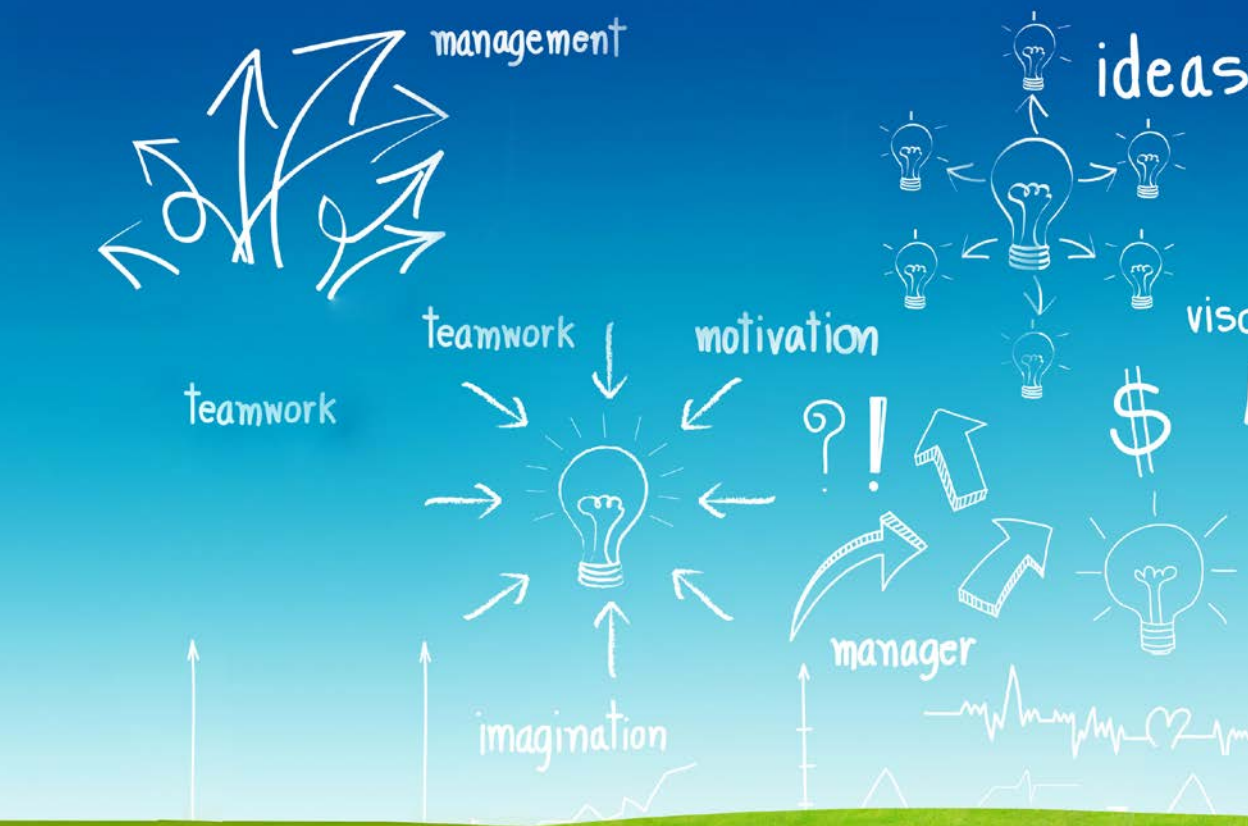 management
ideas
teamwork
motivation
teamwork
? !
$
manager
imagination